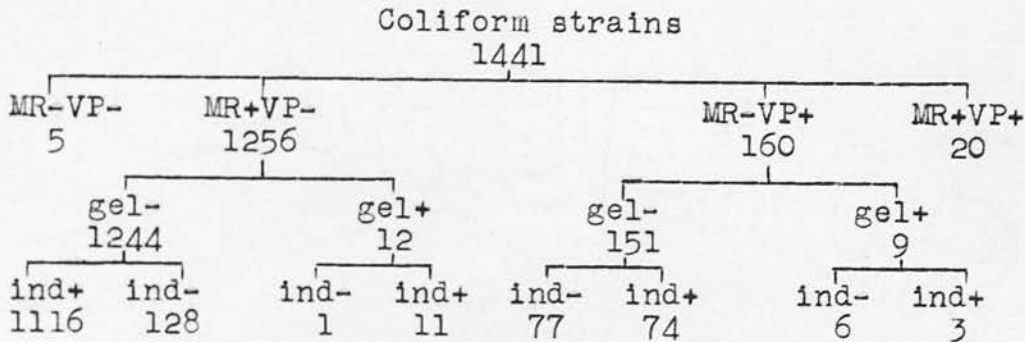 Coliform strains
1441
MR-VP- MR+VP- MR-VP+ MR+VP+
5 1256 160 20
gel- gel+ gel- gel+
1244 12 151 9
ind+ ind- ind- ind+ ind- ind+ ind- ind+
1116 128 1 11 77 74 6 3